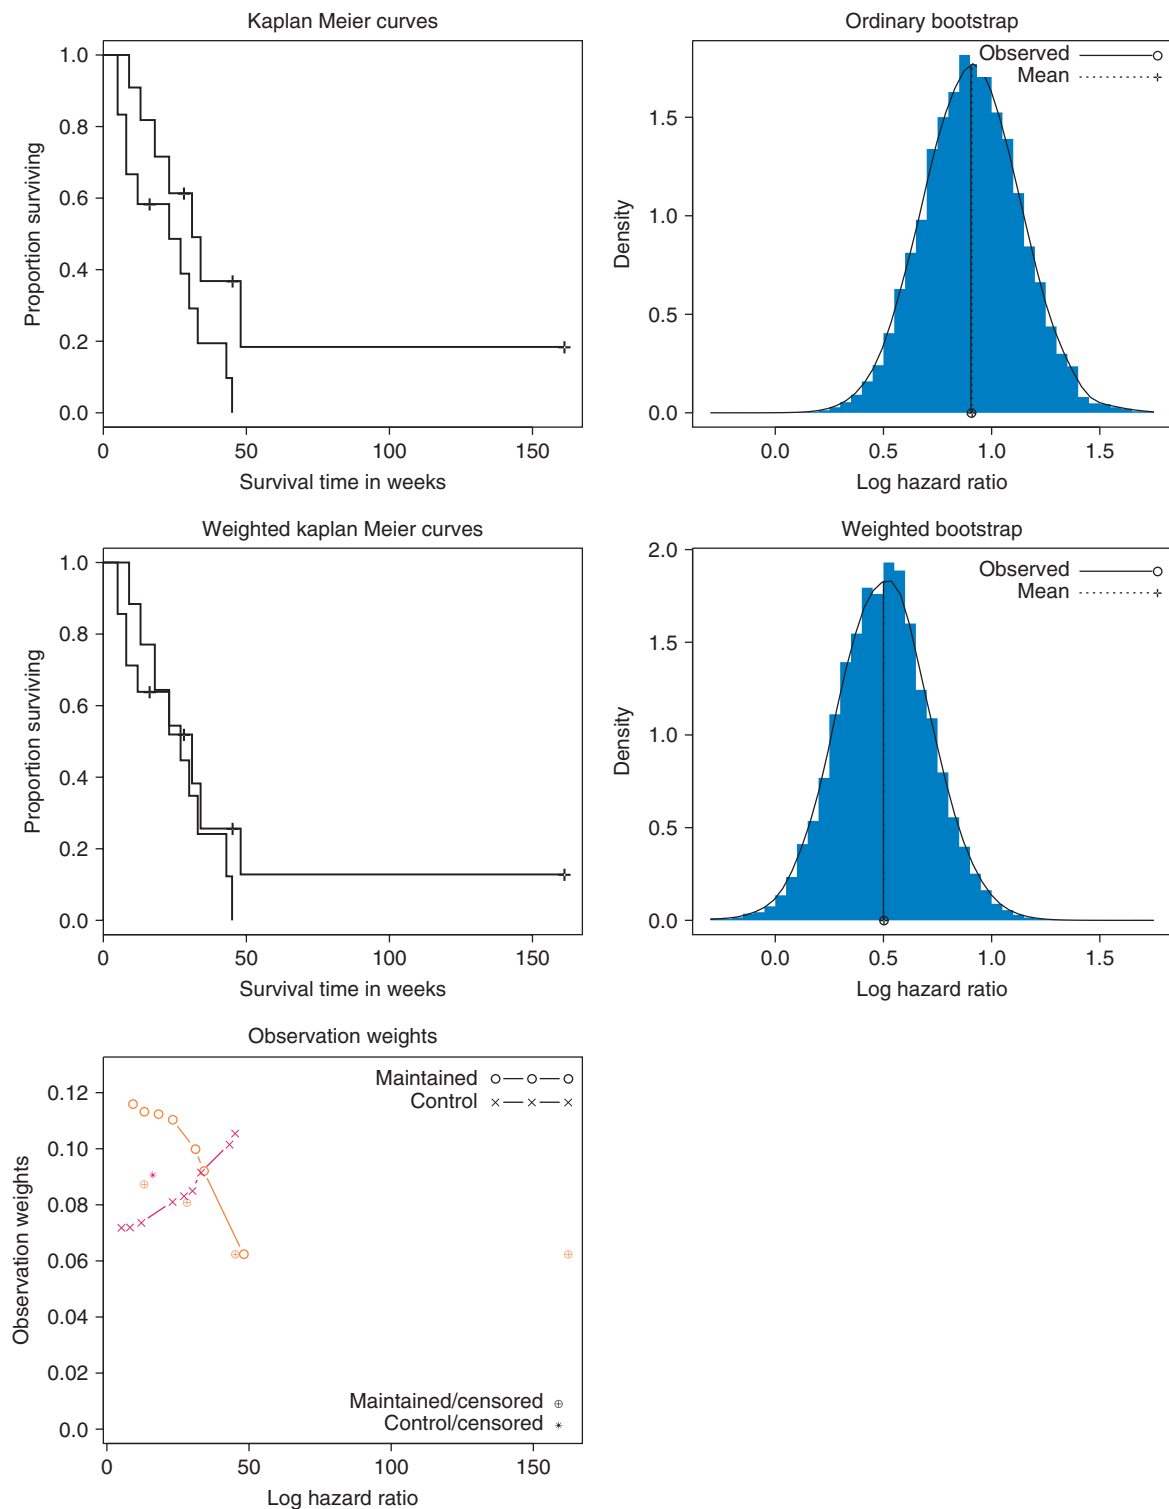 Kaplan Meier curves
1.0
0.8
0.6
0.4
0.2
0.0
Proportion surviving
0
50
100
150
Survival time in weeks
Ordinary bootstrap
Observed
Mean
1.5
1.0
0.5
0.0
Density
0.0
0.5
1.0
1.5
Log hazard ratio
Weighted kaplan Meier curves
1.0
0.8
0.6
0.4
0.2
0.0
Proportion surviving
0
50
100
150
Survival time in weeks
Weighted bootstrap
Observed
Mean
2.0
1.5
1.0
0.5
0.0
Density
0.0
0.5
1.0
1.5
Log hazard ratio
Observation weights
Maintained
Control
0.12
0.10
0.08
0.06
0.04
0.02
0.0
Observation weights
Maintained/censored
Control/censored
0
50
100
150
Log hazard ratio